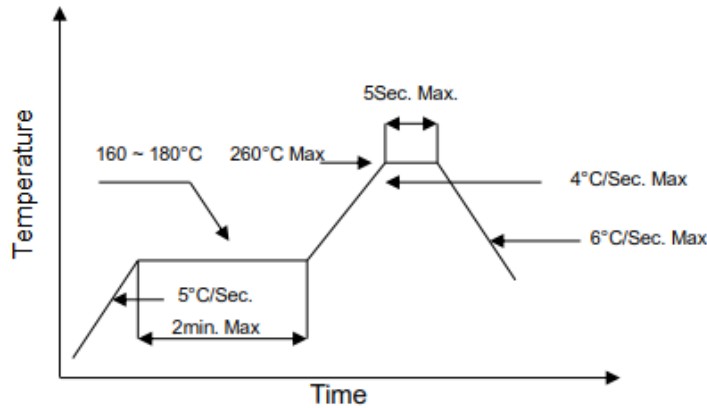 5Sec. Max.
160 ~ 180°C
260°C Max
4°C/Sec. Max
6°C/Sec. Max
5°C/Sec.
2min. Max
Temperature
Time